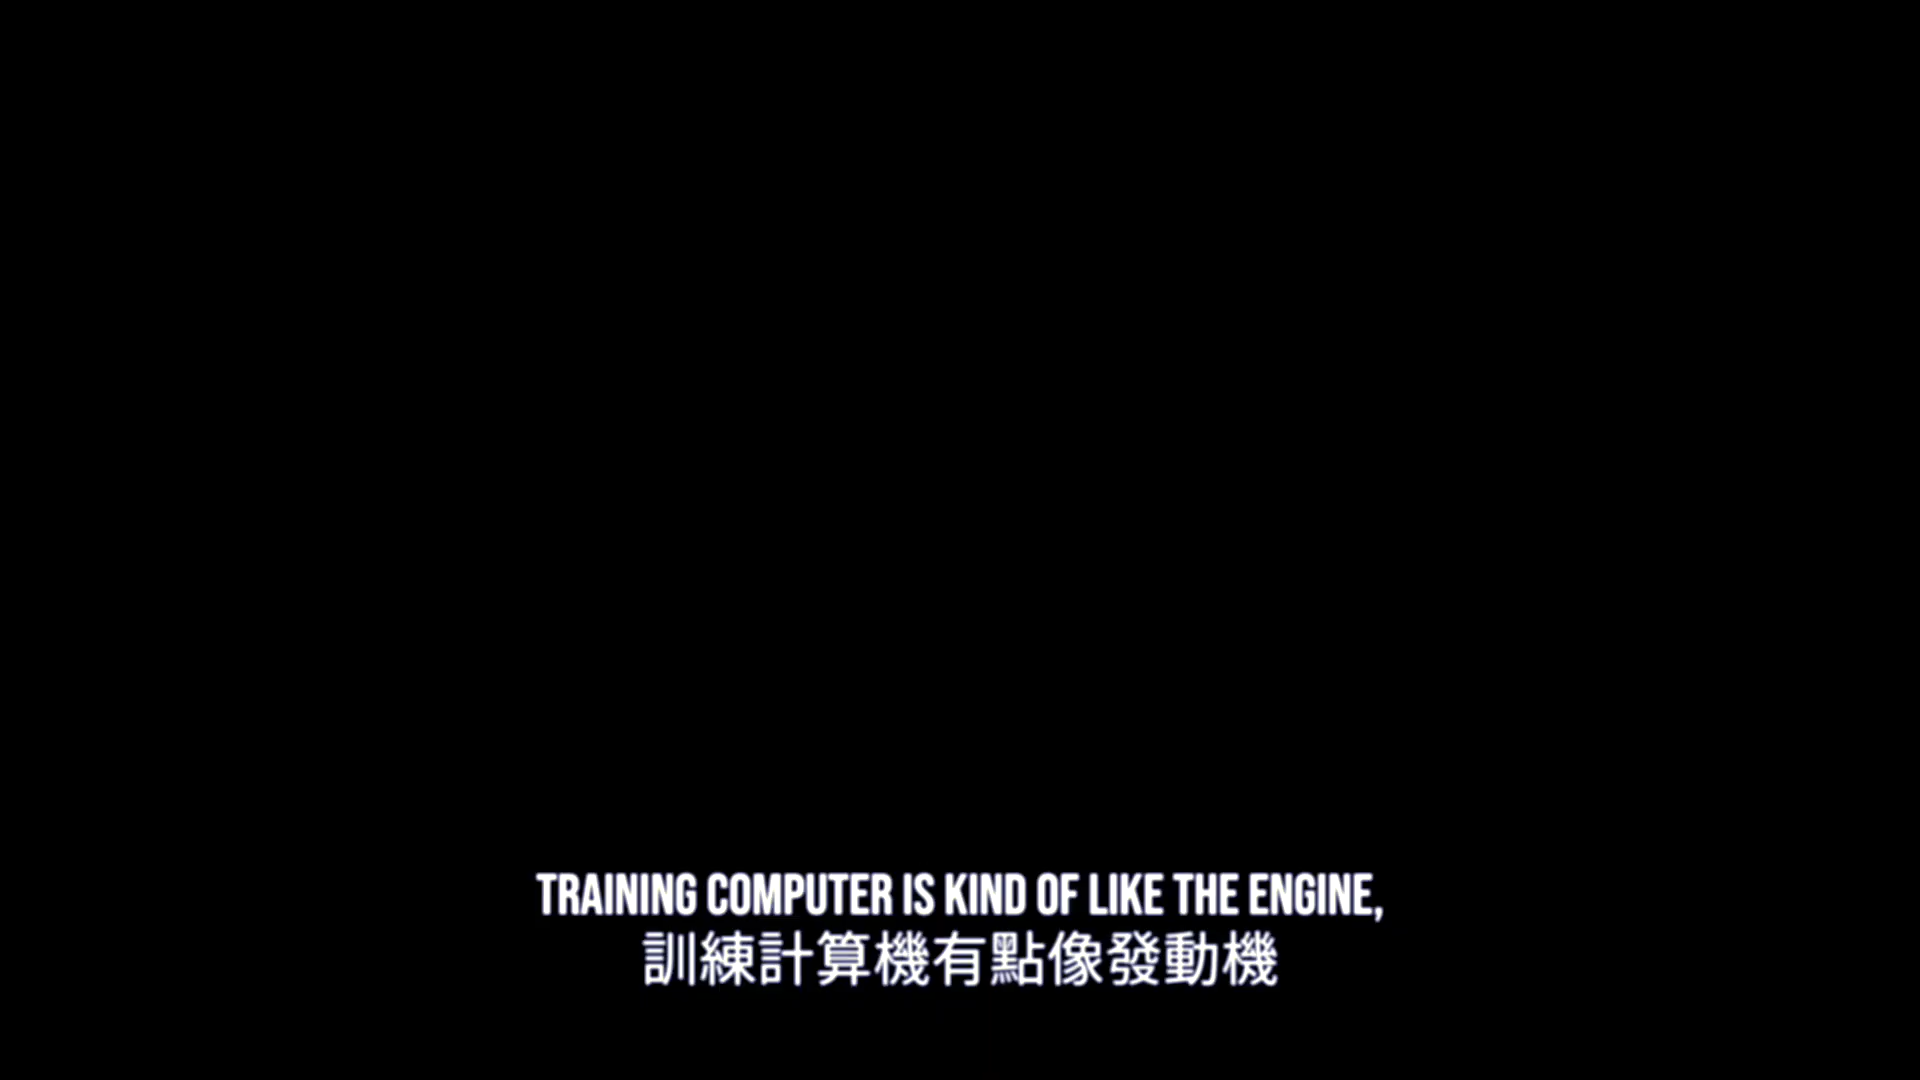 TRAINING COMPUTER IS KIND OF LIKE THE ENGINE,
訓練計算機有點像發動機